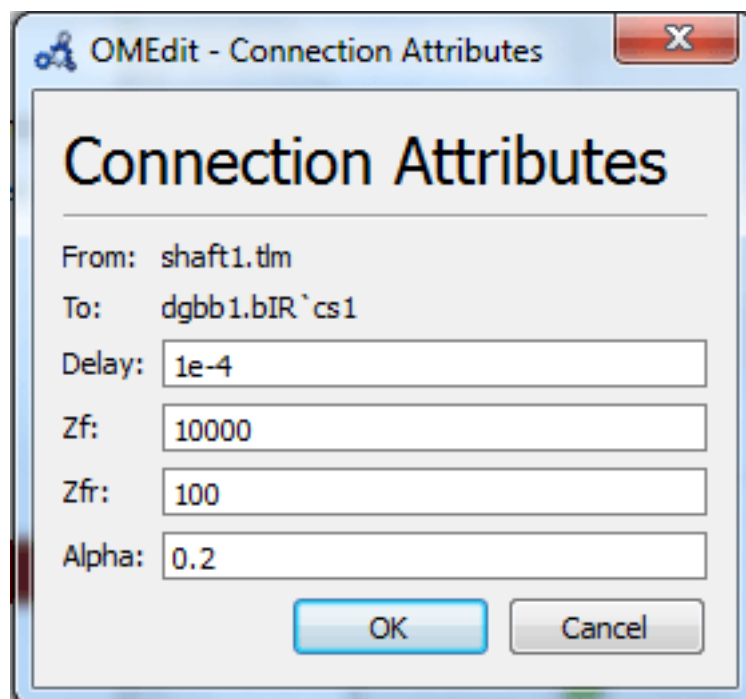 OMEdit - Connection Attributes
Connection Attributes
From: shaft1.tlm
To: dgbb1.bIR`cs1
Delay: 1e-4
Zf: 10000
Zfr: 100
Alpha: 0.2
OK Cancel